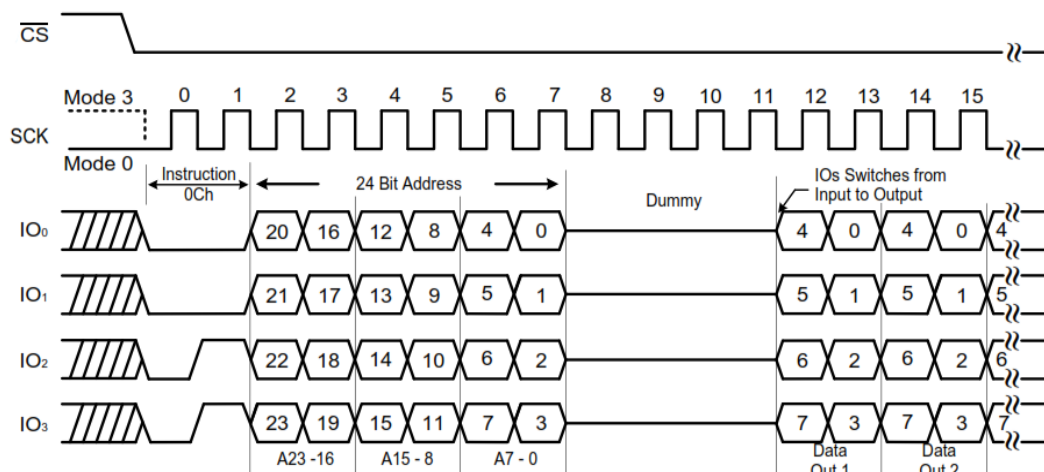 CS
Mode 3 0 1 2 3 4 5 6 7 8 9 10 11 12 13 14 15
SCK
Mode 0
Instruction
0Ch
24 Bit Address
Dummy
IOs Switches from
Input to Output
IO₀ 20 16 12 8 4 0 4 0 4 0 4
IO₁ 21 17 13 9 5 1 5 1 5 1 5
IO₂ 22 18 14 10 6 2 6 2 6 2 6
IO₃ 23 19 15 11 7 3 7 3 7 3 7
A23 -16 A15 - 8 A7 - 0
Data
Out 1
Data
Out 2